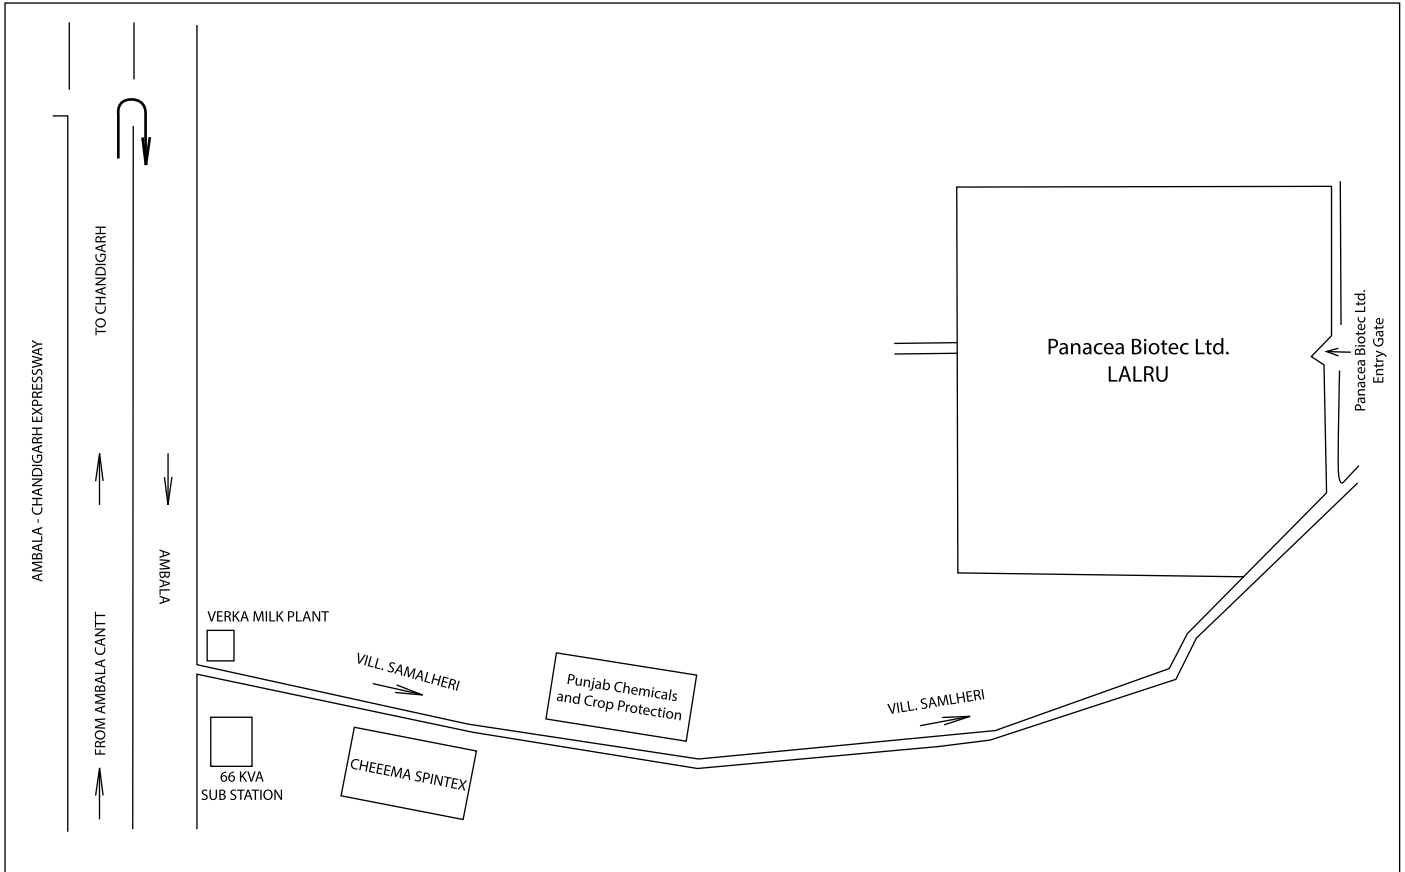 AMBALA - CHANDIGARH EXPRESSWAY
TO CHANDIGARH
FROM AMBALA CANTT
AMBALA
VERKA MILK PLANT
66 KVA
SUB STATION
VILL. SAMALHERI
CHEEEMA SPINTEX
Punjab Chemicals
and Crop Protection
VILL. SAMLHERI
Panacea Biotec Ltd.
LALRU
Panacea Biotec Ltd.
Entry Gate